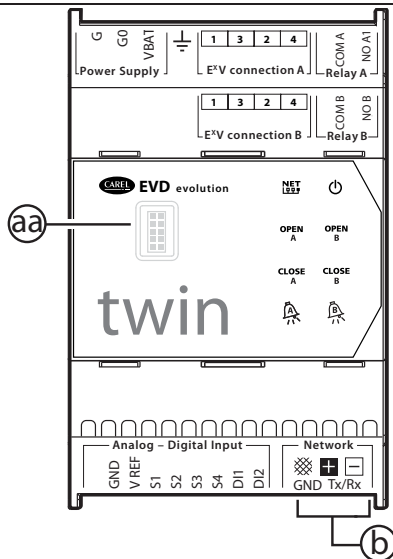 G G0 VBAT
Power Supply
1 3 2 4
EˣV connection A
COM A NO A1
Relay A
1 3 2 4
EˣV connection B
COM B NO B1
Relay B
CAREL EVD evolution
NET
aa
OPEN A OPEN B
CLOSE A CLOSE B
A B
twin
Analog – Digital Input
GND VREF S1 S2 S3 S4 DI1 DI2
Network
GND Tx/Rx
b